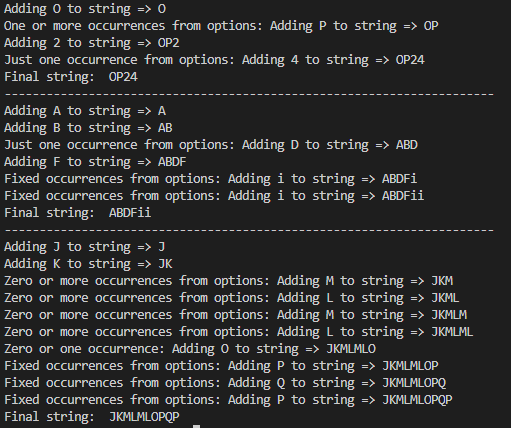 Adding O to string => O
One or more occurrences from options: Adding P to string => OP
Adding 2 to string => OP2
Just one occurrence from options: Adding 4 to string => OP24
Final string:  OP24
----------------------------------------------------------------------
Adding A to string => A
Adding B to string => AB
Just one occurrence from options: Adding D to string => ABD
Adding F to string => ABDF
Fixed occurrences from options: Adding i to string => ABDFi
Fixed occurrences from options: Adding i to string => ABDFii
Final string:  ABDFii
----------------------------------------------------------------------
Adding J to string => J
Adding K to string => JK
Zero or more occurrences from options: Adding M to string => JKM
Zero or more occurrences from options: Adding L to string => JKML
Zero or more occurrences from options: Adding M to string => JKMLM
Zero or more occurrences from options: Adding L to string => JKMLML
Zero or one occurrence: Adding O to string => JKMLMLO
Fixed occurrences from options: Adding P to string => JKMLMLOP
Fixed occurrences from options: Adding Q to string => JKMLMLOPQ
Fixed occurrences from options: Adding P to string => JKMLMLOPQP
Final string:  JKMLMLOPQP